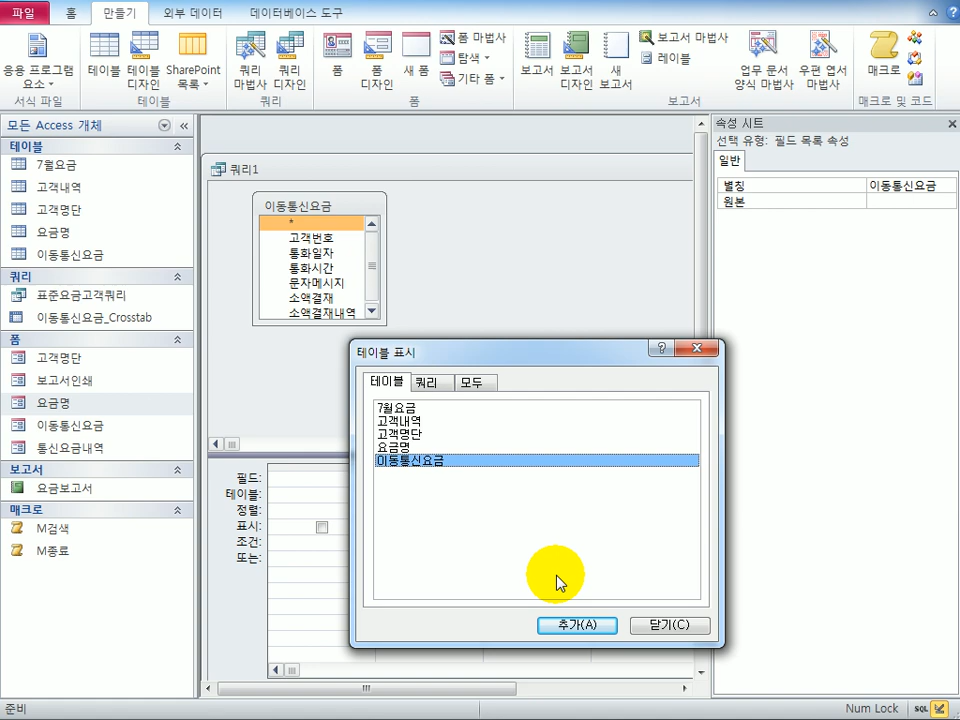 파일 홈 만들기 외부 데이터 데이터베이스 도구
응용 프로그램 요소 테이블 테이블 디자인 SharePoint 목록 쿼리 마법사 쿼리 디자인 폼 폼 디자인 새 폼 폼 마법사 탐색 기타 폼 보고서 보고서 디자인 새 보고서 보고서 마법사 레이블 업무 문서 양식 마법사 우편 엽서 마법사 매크로
서식 파일 테이블 쿼리 폼 보고서 매크로 및 코드
모든 Access 개체
테이블
7월요금
고객내역
고객명단
요금명
이동통신요금
쿼리
표준요금고객쿼리
이동통신요금_Crosstab
폼
고객명단
보고서인쇄
요금명
이동통신요금
통신요금내역
보고서
요금보고서
매크로
M검색
M종료
쿼리1
이동통신요금
*
고객번호
통화일자
통화시간
문자메시지
소액결재
소액결재내역
필드:
테이블:
정렬:
표시:
조건:
또는:
테이블 표시
테이블 쿼리 모두
7월요금
고객내역
고객명단
요금명
이동통신요금
추가(A) 닫기(C)
속성 시트
선택 유형: 필드 목록 속성
일반
별칭 이동통신요금
원본
준비 Num Lock SQL